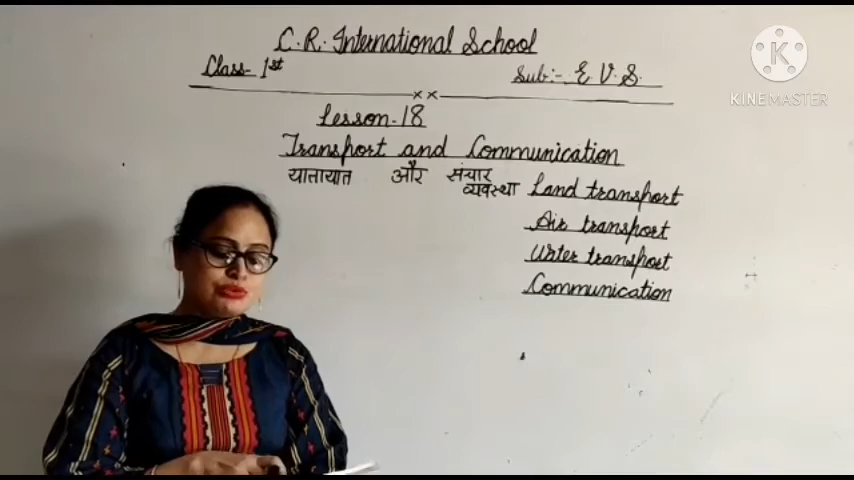 C. R. International School
Class- 1st
Sub:- E V S.
Lesson-18
Transport and Communication
यातायात और संचार व्यवस्था
Land transport
Air transport
Water transport
Communication
KINEMASTER